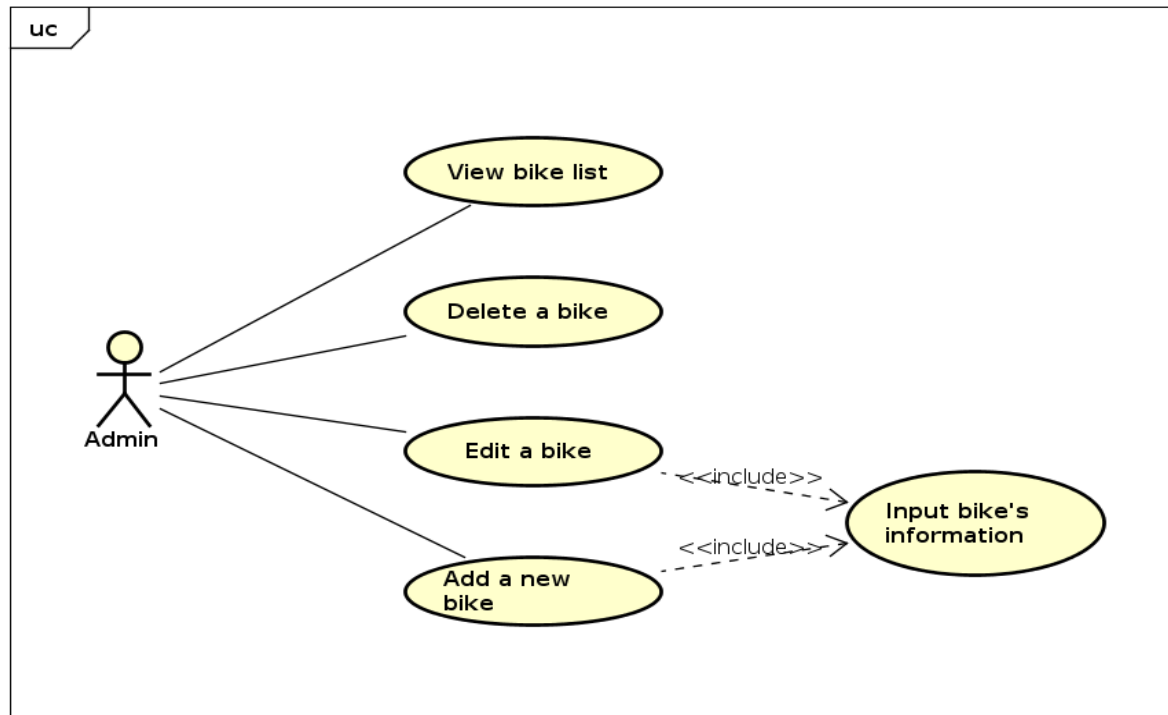 uc
View bike list
Delete a bike
Admin
Edit a bike
<<include>>
Input bike's
information
<<include>>
Add a new
bike